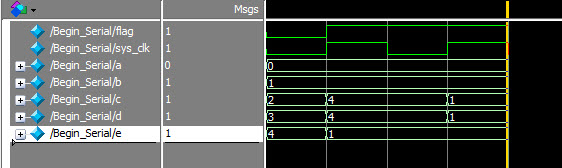 Msgs
/Begin_Serial/flag 1
/Begin_Serial/sys_clk 1
/Begin_Serial/a 0 0
/Begin_Serial/b 1 1
/Begin_Serial/c 1 2 4 1
/Begin_Serial/d 1 3 4 1
/Begin_Serial/e 1 4 1